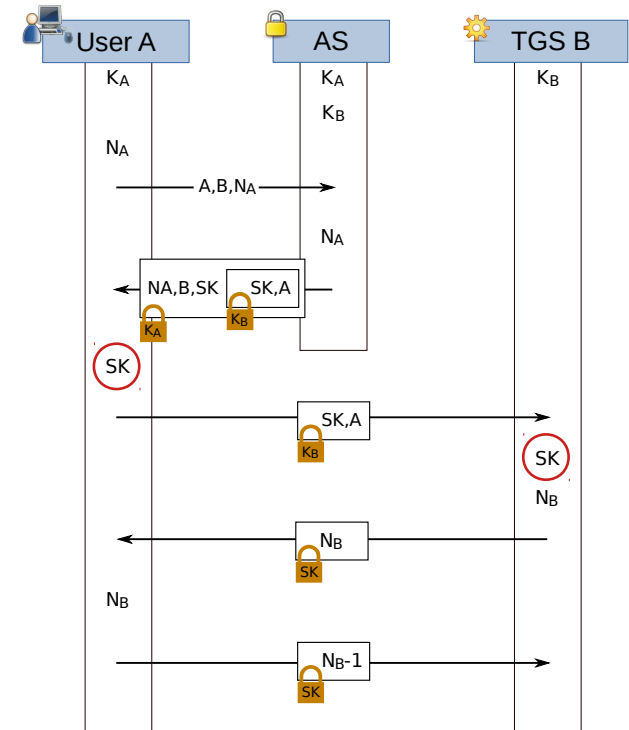 User A
AS
TGS B
KA
KA
KB
KB
NA
A,B,NA
NA
NA,B,SK
SK,A
KA
KB
SK
SK,A
KB
SK
NB
NB
SK
NB
NB-1
SK